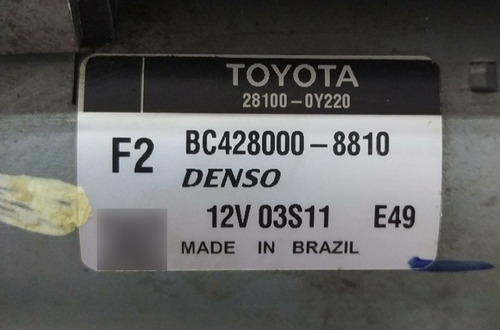 TOYOTA
28100-0Y220
F2 BC428000-8810
DENSO
12V 03S11 E49
MADE IN BRAZIL